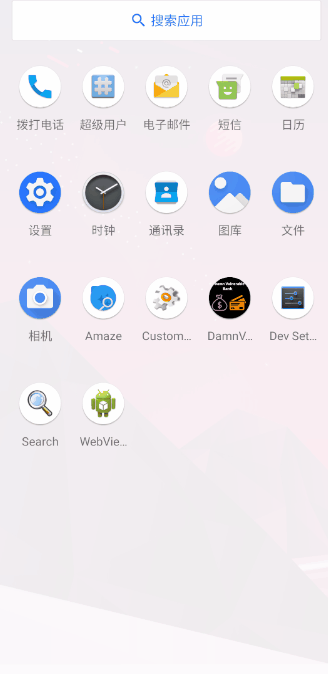 搜索应用
拨打电话
超级用户
电子邮件
短信
日历
设置
时钟
通讯录
图库
文件
相机
Amaze
Custom...
DamnV...
Dev Set...
Search
WebVie...